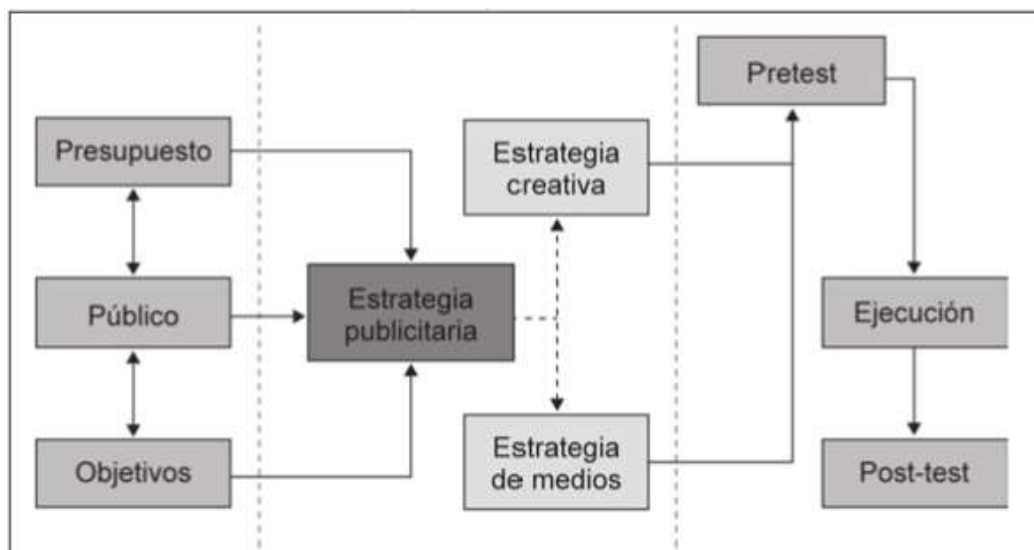 Presupuesto
Público
Objetivos
Estrategia
publicitaria
Estrategia
creativa
Estrategia
de medios
Pretest
Ejecución
Post-test